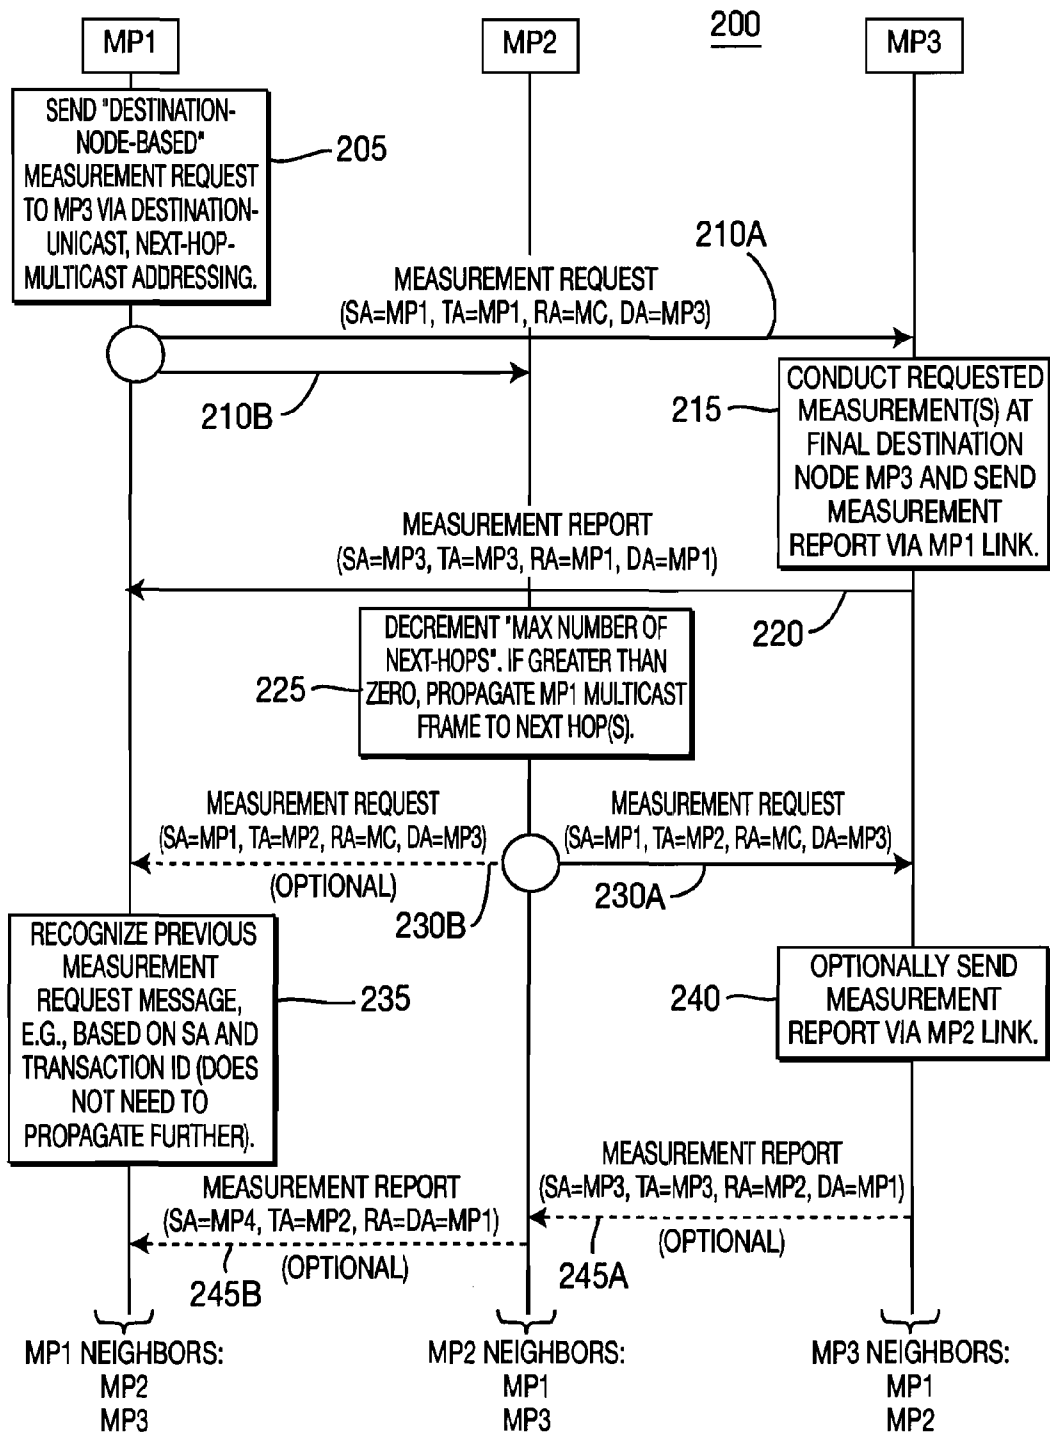 200
MP1
MP2
MP3
SEND "DESTINATION-
NODE-BASED"
MEASUREMENT REQUEST
TO MP3 VIA DESTINATION-
UNICAST, NEXT-HOP-
MULTICAST ADDRESSING.
205
210A
MEASUREMENT REQUEST
(SA=MP1, TA=MP1, RA=MC, DA=MP3)
210B
215
CONDUCT REQUESTED
MEASUREMENT(S) AT
FINAL DESTINATION
NODE MP3 AND SEND
MEASUREMENT
REPORT VIA MP1 LINK.
MEASUREMENT REPORT
(SA=MP3, TA=MP3, RA=MP1, DA=MP1)
220
225
DECREMENT "MAX NUMBER OF
NEXT-HOPS". IF GREATER THAN
ZERO, PROPAGATE MP1 MULTICAST
FRAME TO NEXT HOP(S).
MEASUREMENT REQUEST
(SA=MP1, TA=MP2, RA=MC, DA=MP3)
(OPTIONAL)
230B
MEASUREMENT REQUEST
(SA=MP1, TA=MP2, RA=MC, DA=MP3)
230A
RECOGNIZE PREVIOUS
MEASUREMENT
REQUEST MESSAGE,
E.G., BASED ON SA AND
TRANSACTION ID (DOES
NOT NEED TO
PROPAGATE FURTHER).
235
240
OPTIONALLY SEND
MEASUREMENT
REPORT VIA MP2 LINK.
MEASUREMENT REPORT
(SA=MP3, TA=MP3, RA=MP2, DA=MP1)
(OPTIONAL)
245A
MEASUREMENT REPORT
(SA=MP4, TA=MP2, RA=DA=MP1)
(OPTIONAL)
245B
MP1 NEIGHBORS:
MP2
MP3
MP2 NEIGHBORS:
MP1
MP3
MP3 NEIGHBORS:
MP1
MP2